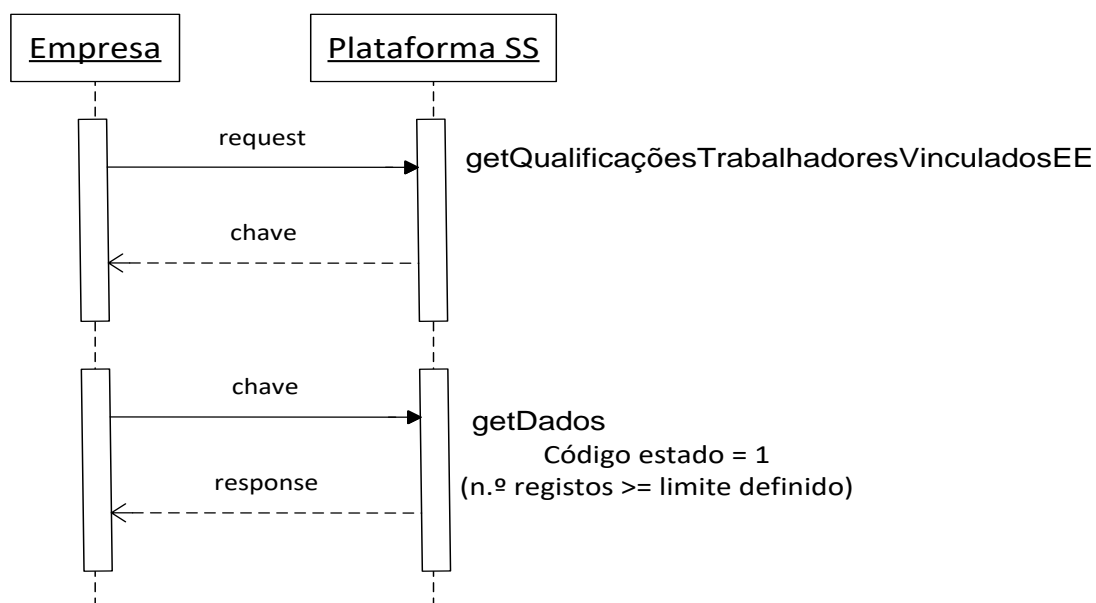 Empresa
Plataforma SS
request
getQualificaçõesTrabalhadoresVinculadosEE
chave
chave
getDados
Código estado = 1
response
(n.º registos >= limite definido)